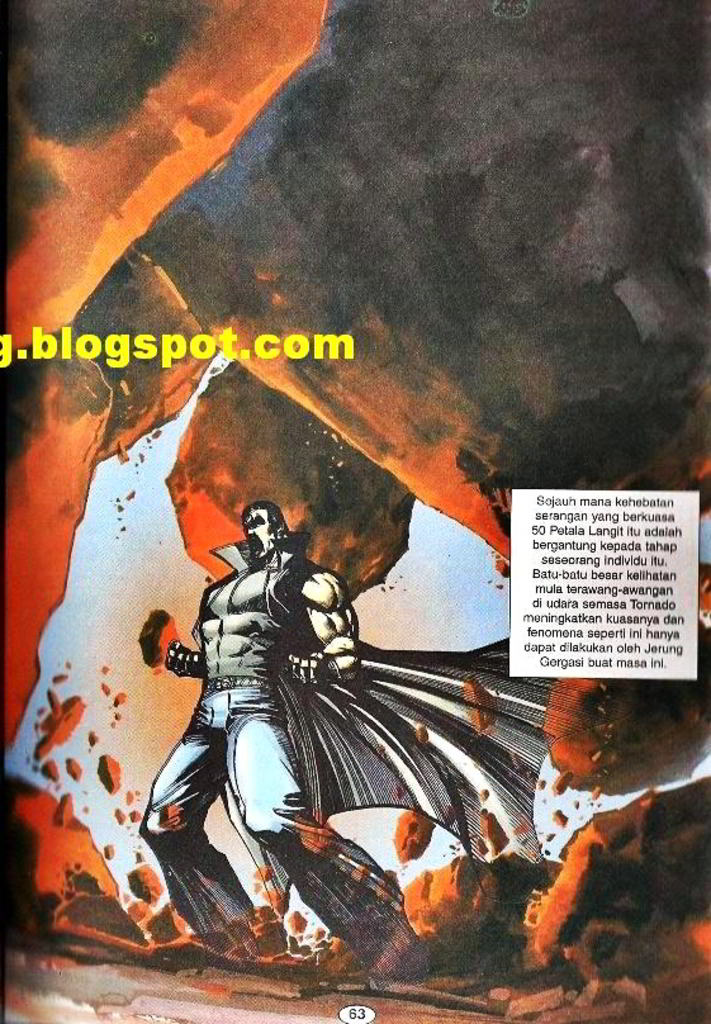 g.blogspot.com
Sejauh mana kehebatan
serangan yang berkuasa
50 Petala Langit itu adalah
bergantung kepada tahap
seseorang individu itu.
Batu-batu besar kelihatan
mula terawang-awangan
di udara semasa Tornado
meningkatkan kuasanya dan
fenomena seperti ini hanya
dapat dilakukan oleh Jerung
Gergasi buat masa ini.
63